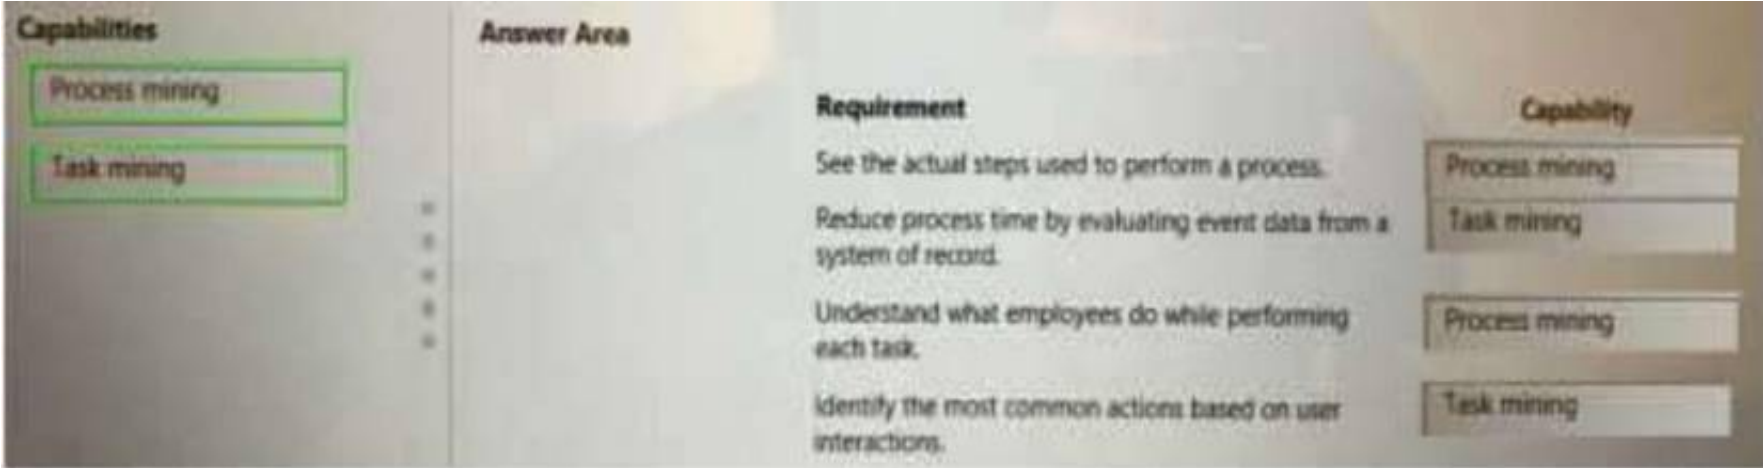 Capabilities
Process mining
Task mining
Answer Area
Requirement
Capability
See the actual steps used to perform a process.
Process mining
Reduce process time by evaluating event data from a
system of record.
Task mining
Understand what employees do while performing
each task.
Process mining
Identify the most common actions based on user
interactions.
Task mining